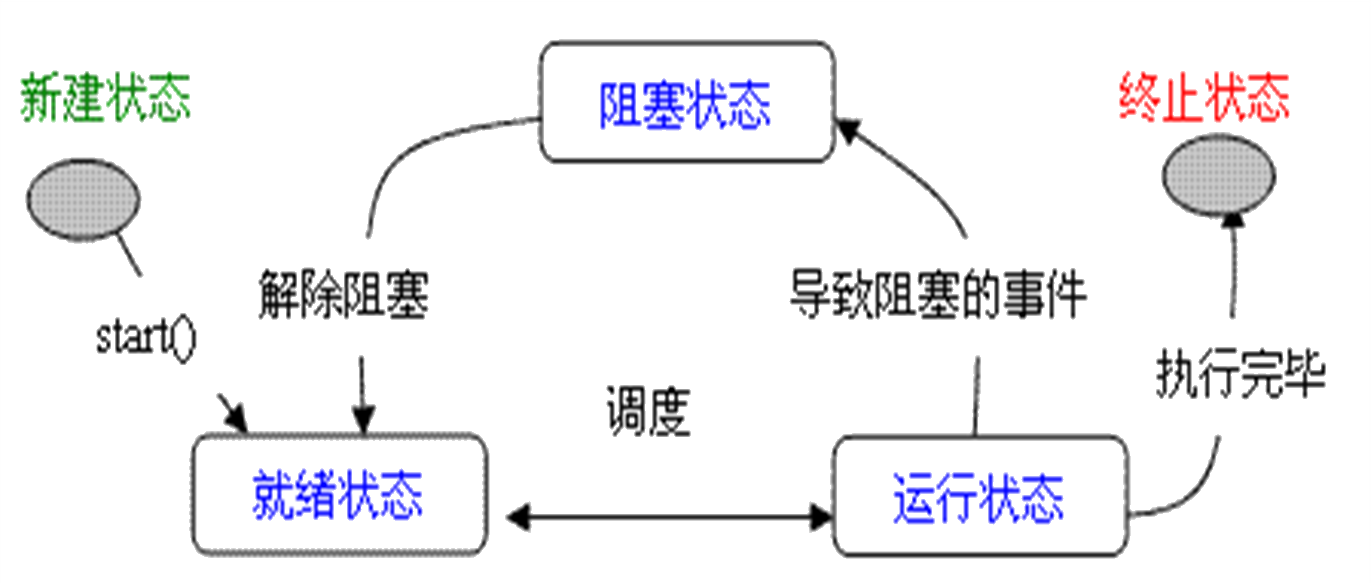 新建状态
阻塞状态
终止状态
解除阻塞
导致阻塞的事件
start()
执行完毕
调度
就绪状态
运行状态